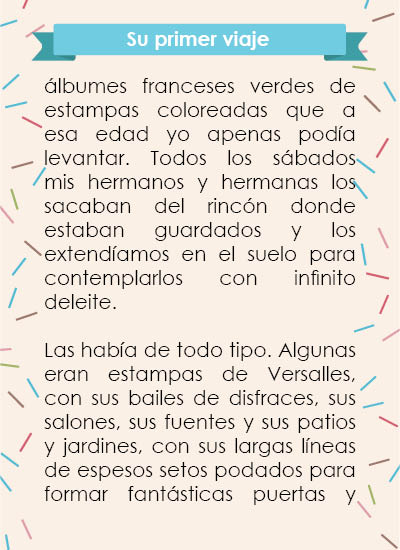 Su primer viaje
álbumes franceses verdes de
estampas coloreadas que a
esa edad yo apenas podía
levantar. Todos los sábados
mis hermanos y hermanas los
sacaban del rincón donde
estaban guardados y los
extendíamos en el suelo para
contemplarlos con infinito
deleite.
Las había de todo tipo. Algunas
eran estampas de Versalles,
con sus bailes de disfraces, sus
salones, sus fuentes y sus patios
y jardines, con sus largas líneas
de espesos setos podados para
formar fantásticas puertas y